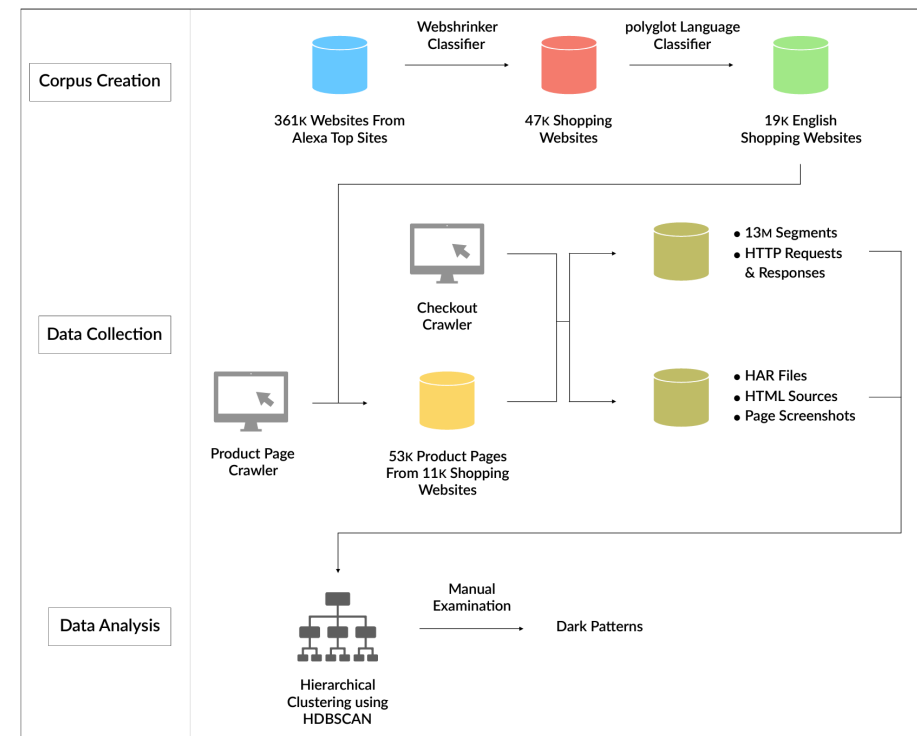 Corpus Creation
Webshrinker
Classifier
polyglot Language
Classifier
361K Websites From
Alexa Top Sites
47K Shopping
Websites
19K English
Shopping Websites
Data Collection
Checkout
Crawler
• 13M Segments
• HTTP Requests
& Responses
Product Page
Crawler
53K Product Pages
From 11K Shopping
Websites
• HAR Files
• HTML Sources
• Page Screenshots
Data Analysis
Hierarchical
Clustering using
HDBSCAN
Manual
Examination
Dark Patterns